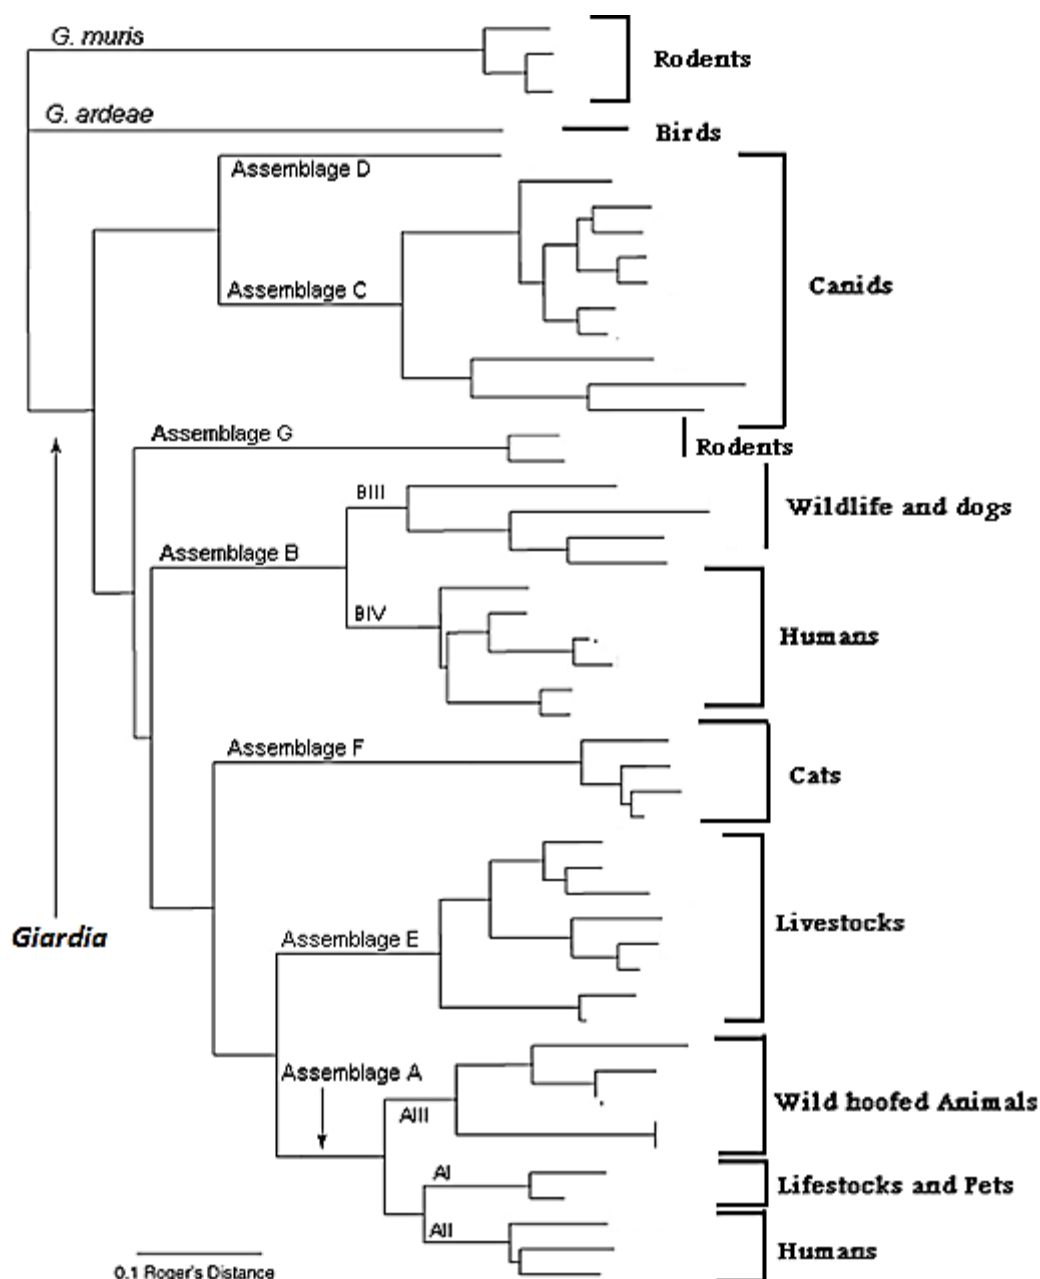 G. muris
Rodents
G. ardeae
Birds
Assemblage D
Canids
Assemblage C
Assemblage G
Rodents
BIII
Wildlife and dogs
Assemblage B
BIV
Humans
Assemblage F
Cats
Livestocks
Giardia
Assemblage E
Assemblage A
Wild hoofed Animals
AIII
AI
Lifestocks and Pets
AII
Humans
0.1 Roger's Distance